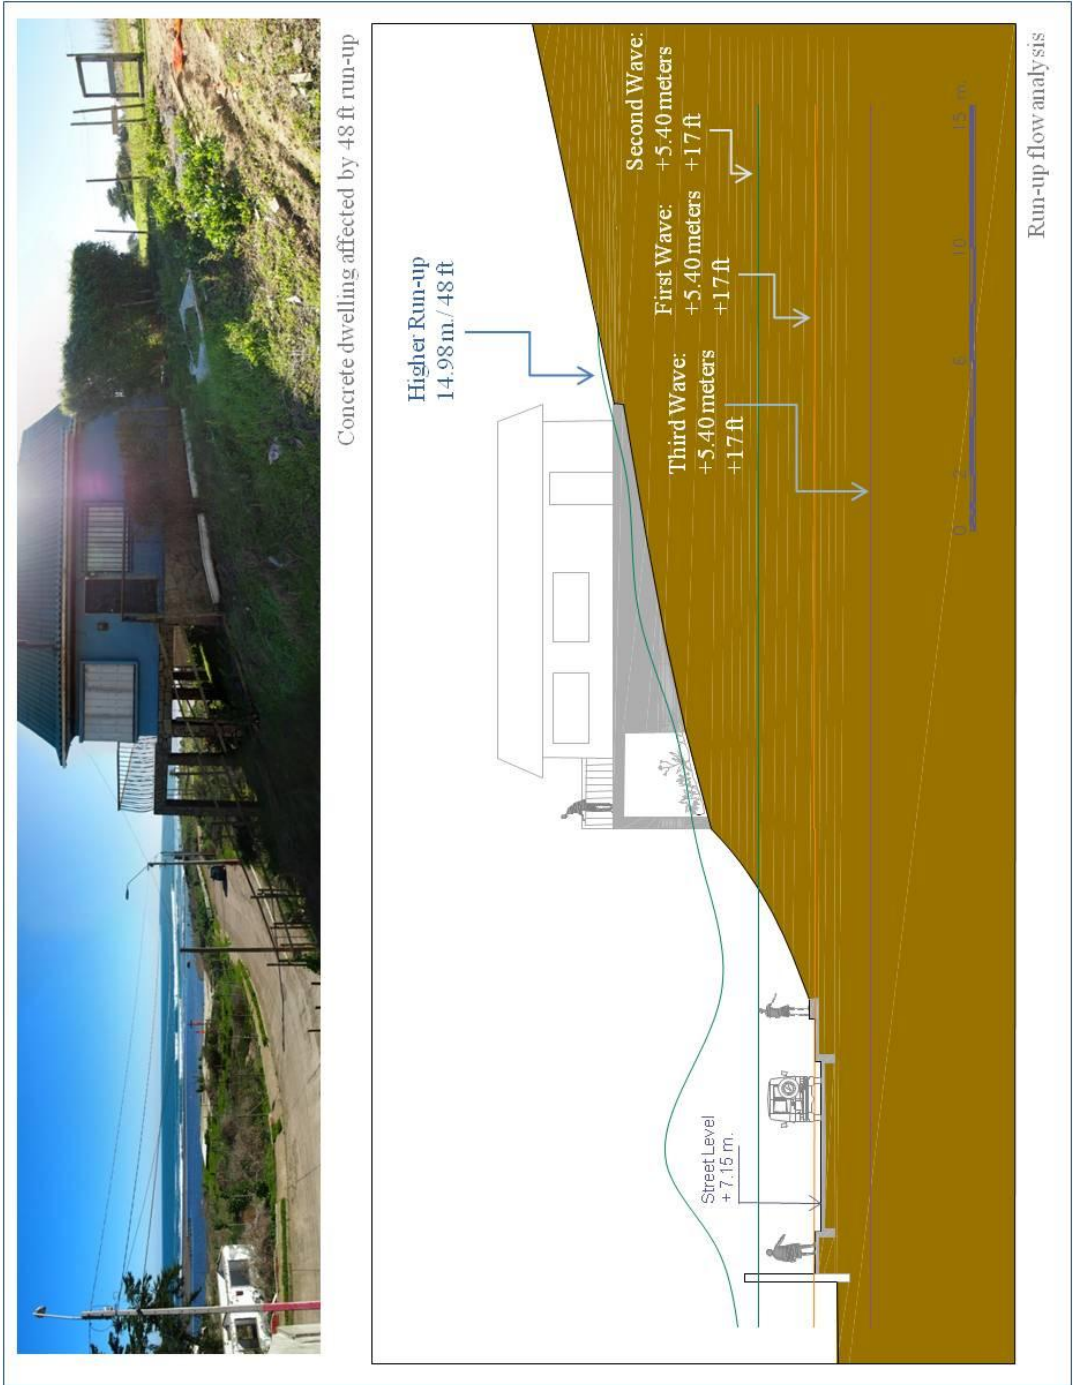 Concrete dwelling affected by 48 ft run-up
Higher Run-up
14.98m./ 48 ft
Second Wave:
+5.40 meters
+17 ft
First Wave:
+5.40 meters
+17 ft
Third Wave:
+5.40 meters
+17 ft
Street Level
+ 7.15 m.
0 2 6 10 15 m.
Run-up flow analysis